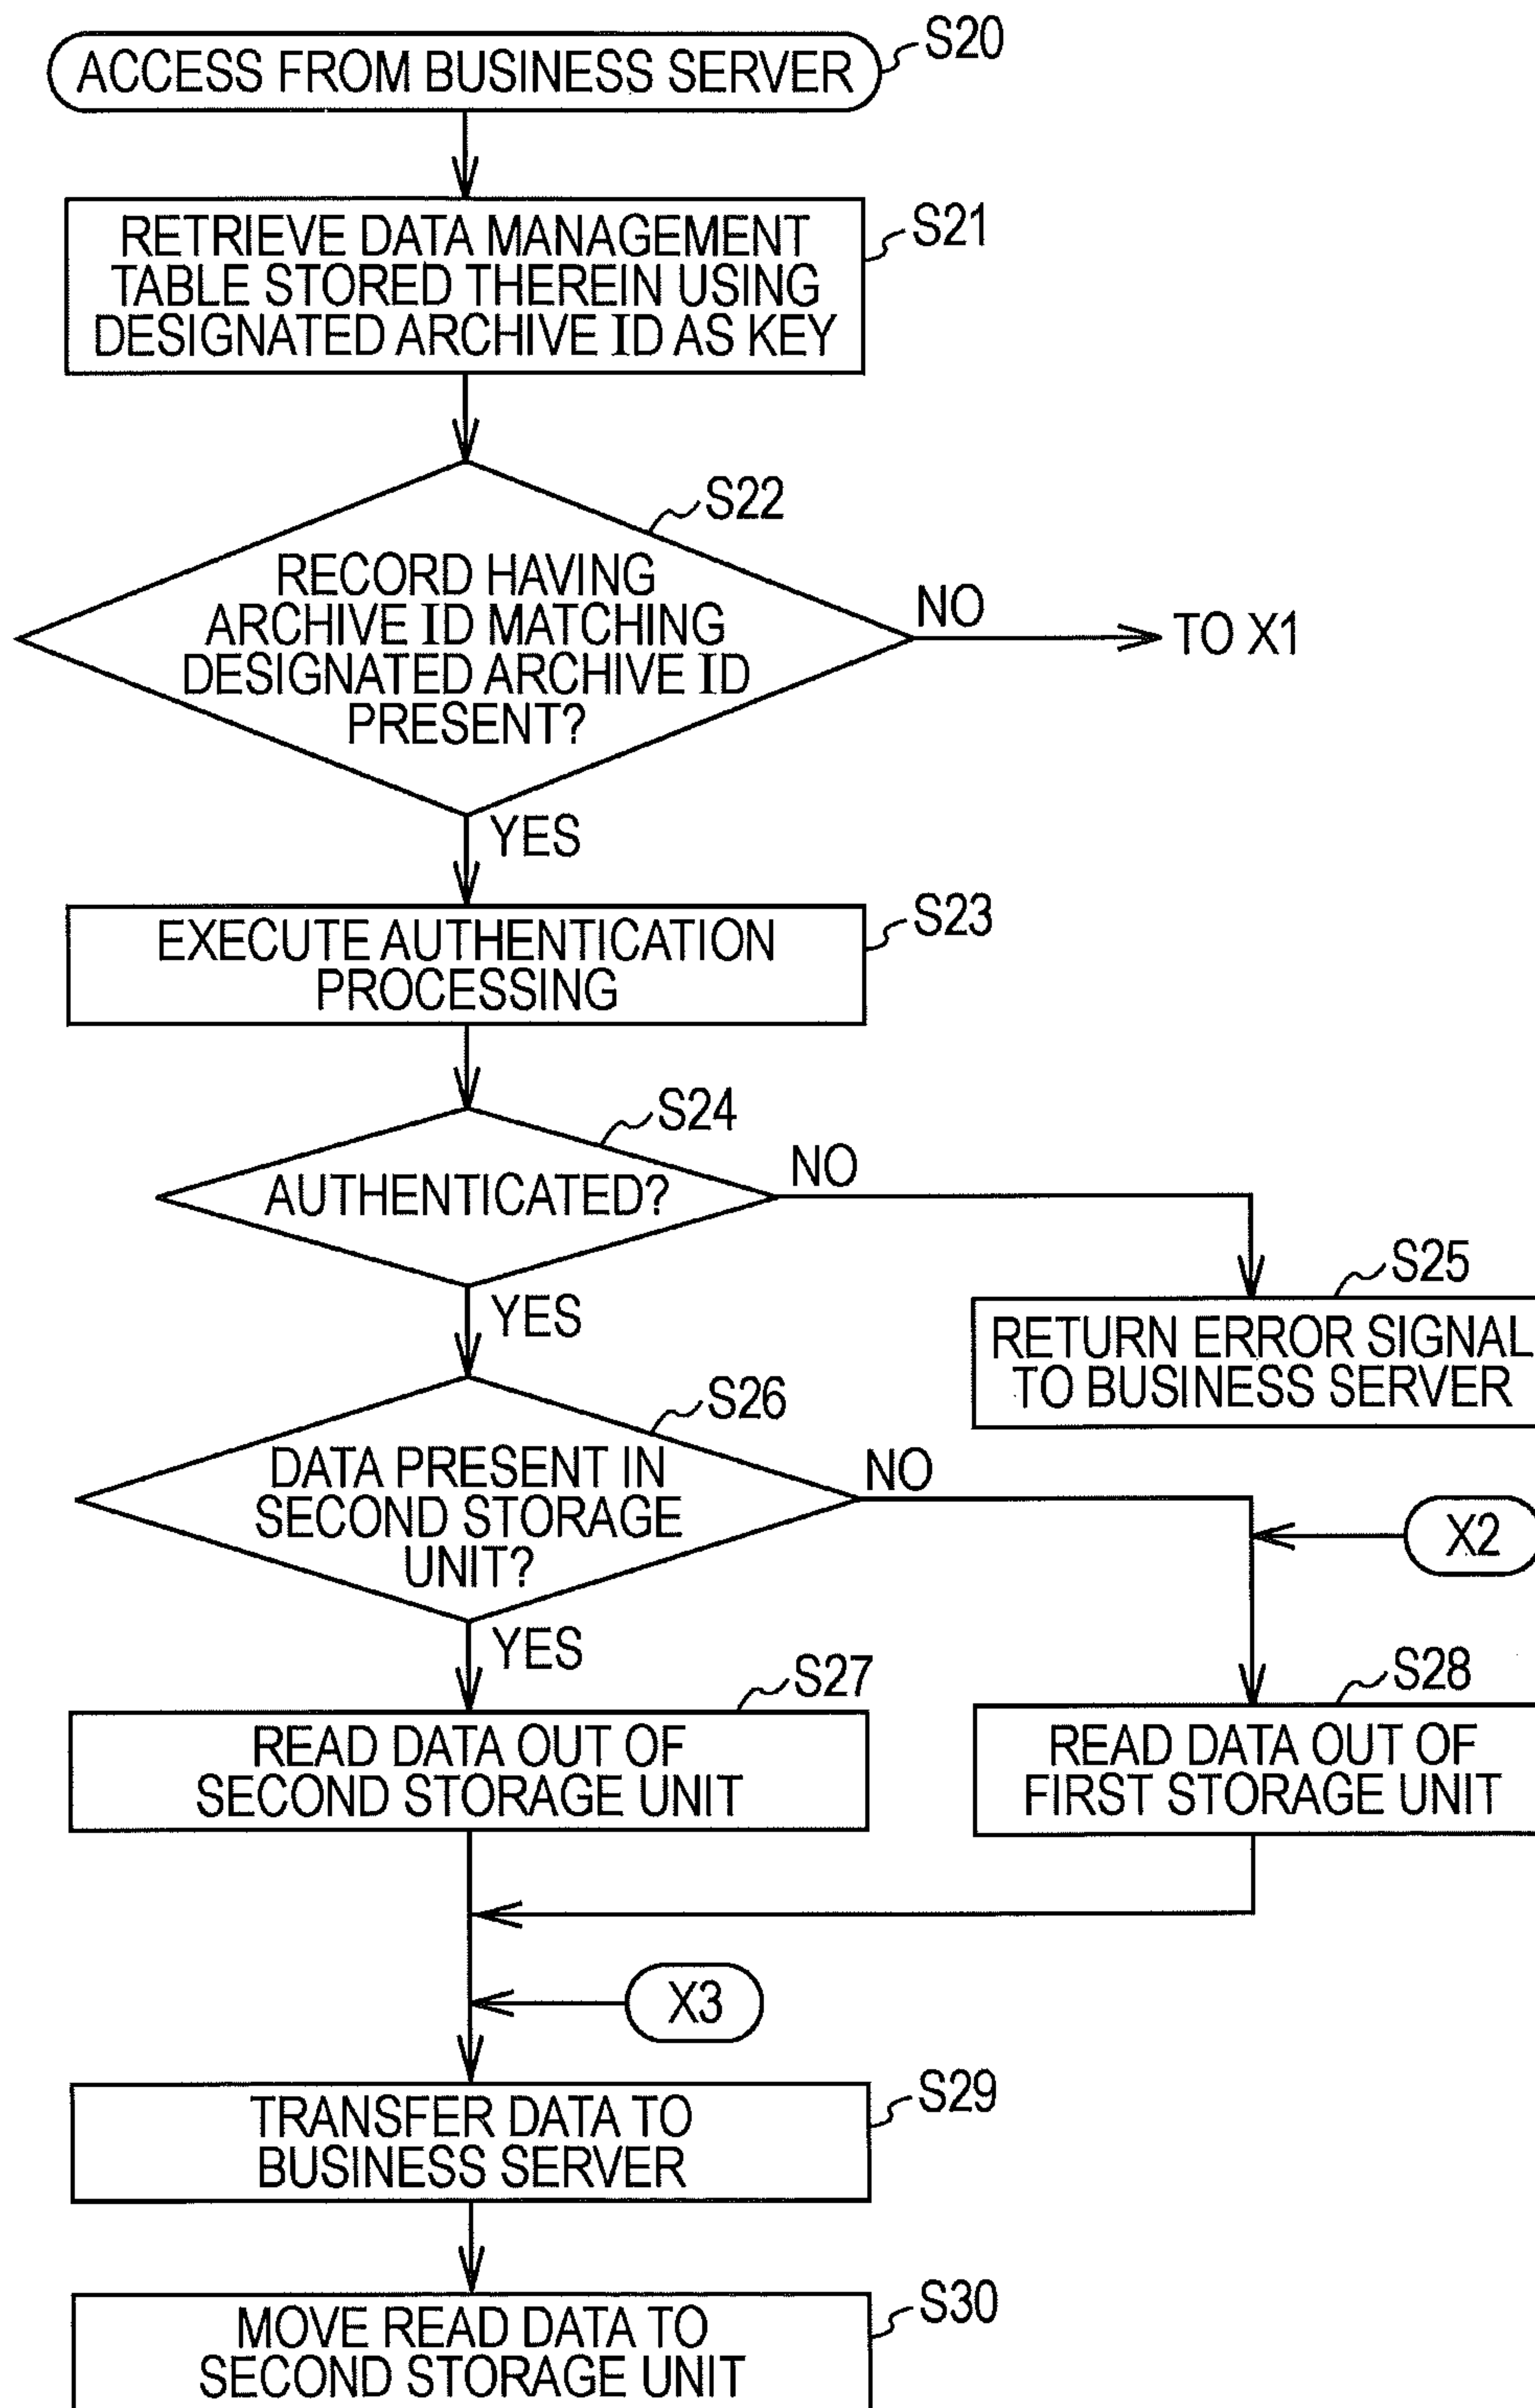 ACCESS FROM BUSINESS SERVER
S20
RETRIEVE DATA MANAGEMENT
TABLE STORED THEREIN USING
DESIGNATED ARCHIVE ID AS KEY
S21
S22
RECORD HAVING
ARCHIVE ID MATCHING
DESIGNATED ARCHIVE ID
PRESENT?
NO
TO X1
YES
EXECUTE AUTHENTICATION
PROCESSING
S23
S24
AUTHENTICATED?
NO
YES
S25
RETURN ERROR SIGNAL
TO BUSINESS SERVER
S26
DATA PRESENT IN
SECOND STORAGE
UNIT?
NO
X2
YES
S27
READ DATA OUT OF
SECOND STORAGE UNIT
S28
READ DATA OUT OF
FIRST STORAGE UNIT
X3
TRANSFER DATA TO
BUSINESS SERVER
S29
MOVE READ DATA TO
SECOND STORAGE UNIT
S30